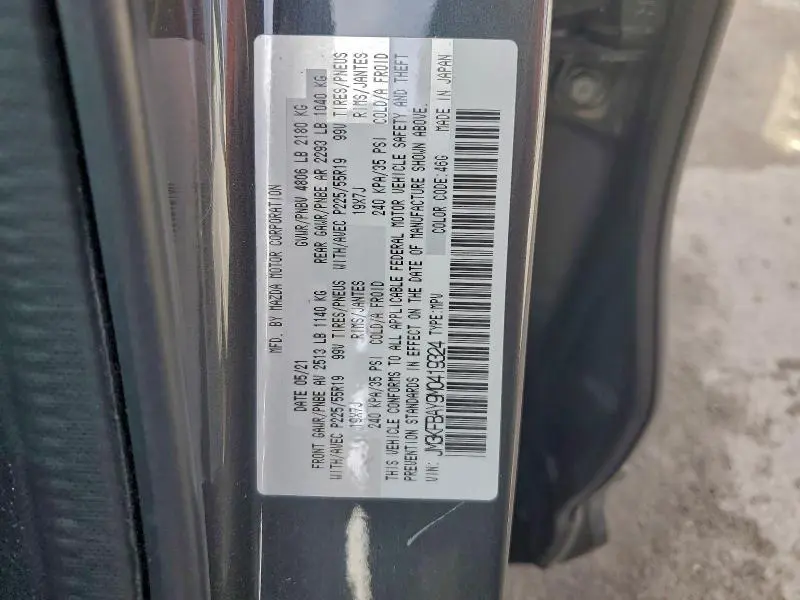 MFD. BY MAZDA MOTOR CORPORATION
DATE 05/21 GVWR/PNBV 4806 LB 2180 KG
FRONT GAWR/PNBE AV 2513 LB 1140 KG REAR GAWR/PNBE AR 2293 LB 1040 KG
WITH/AVEC P225/55R19 99V TIRES/PNEUS WITH/AVEC P225/55R19 99V TIRES/PNEUS
19X7J RIMS/JANTES 19X7J RIMS/JANTES
240 KPA/35 PSI COLD/A FROID 240 KPA/35 PSI COLD/A FROID
THIS VEHICLE CONFORMS TO ALL APPLICABLE FEDERAL MOTOR VEHICLE SAFETY AND THEFT
PREVENTION STANDARDS IN EFFECT ON THE DATE OF MANUFACTURE SHOWN ABOVE.
VIN: JM3KFBAY9M0419324 TYPE:MPV COLOR CODE:46G MADE IN JAPAN